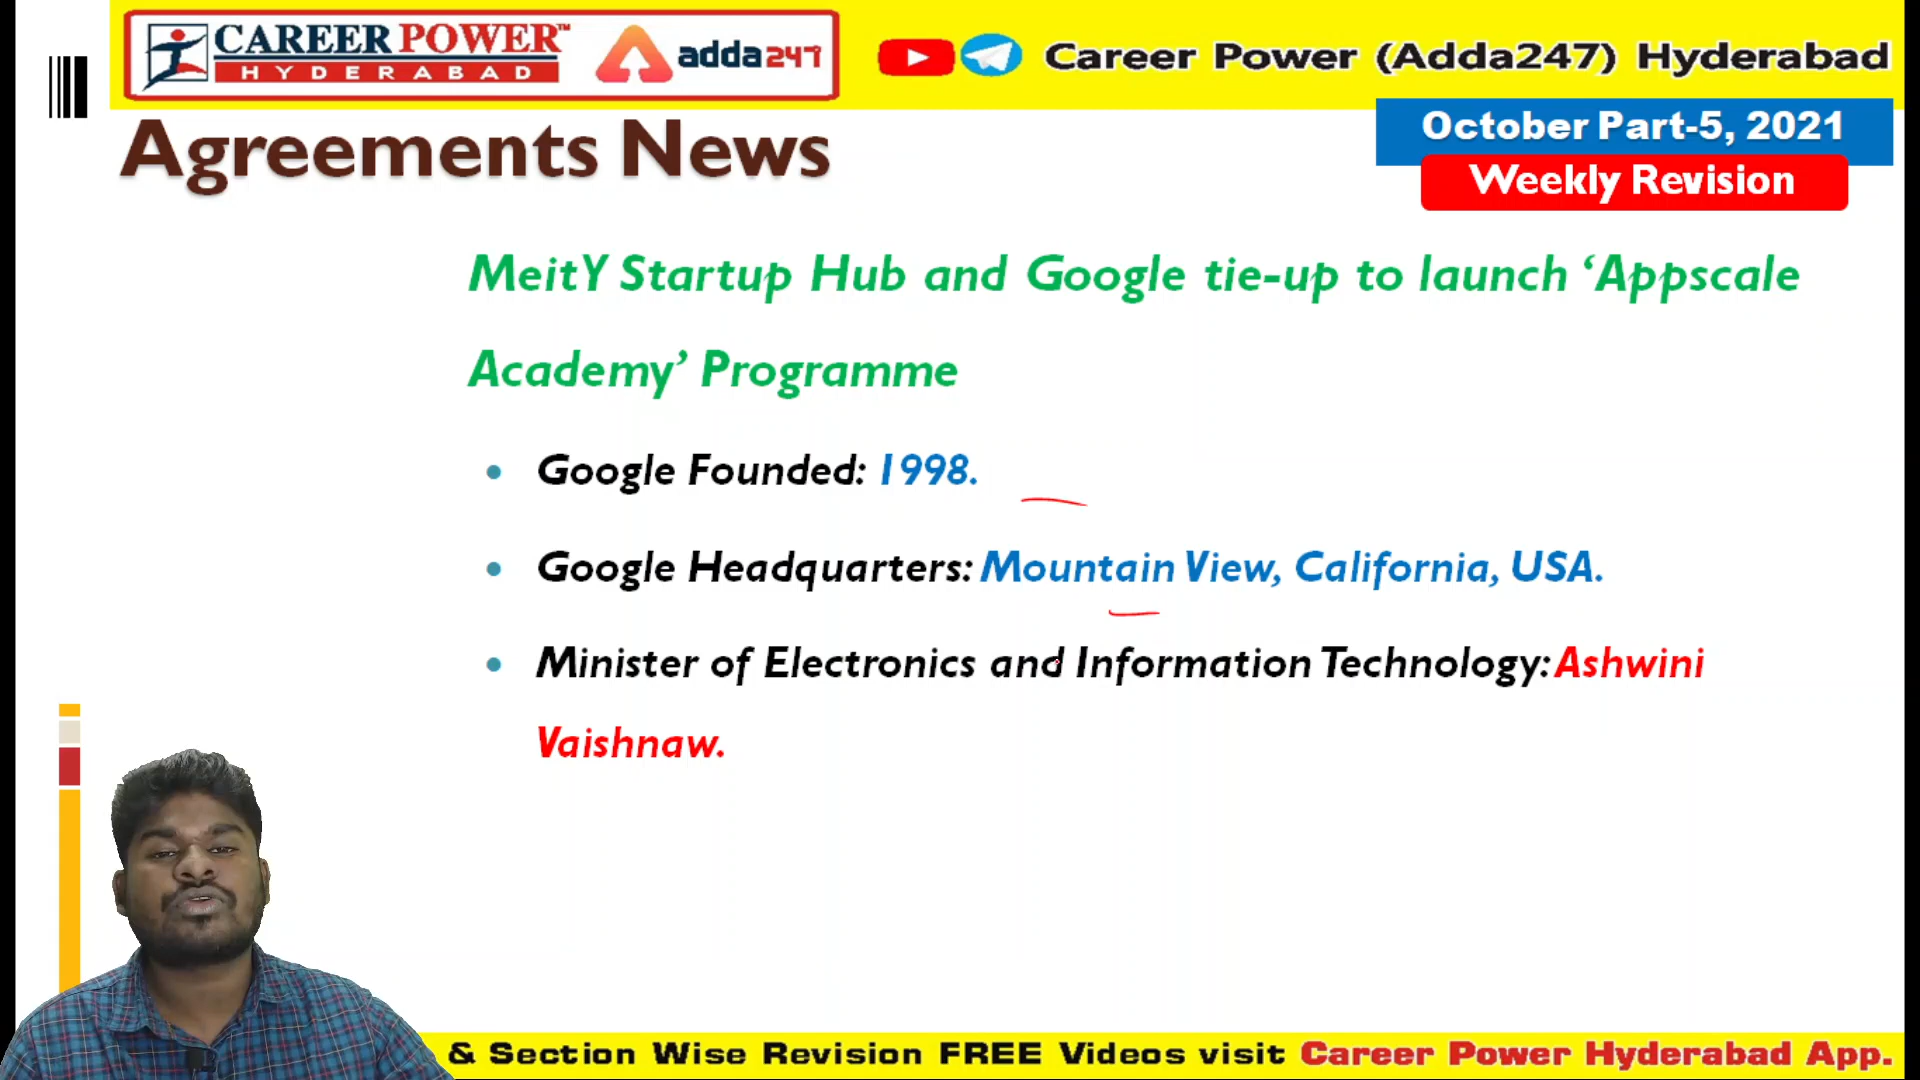 CAREER POWER™
HYDERABAD
adda247
Career Power (Adda247) Hyderabad
October Part-5, 2021
Weekly Revision
Agreements News
MeitY Startup Hub and Google tie-up to launch ‘Appscale
Academy’ Programme
• Google Founded: 1998.
• Google Headquarters: Mountain View, California, USA.
• Minister of Electronics and Information Technology: Ashwini
Vaishnaw.
& Section Wise Revision FREE Videos visit Career Power Hyderabad App.